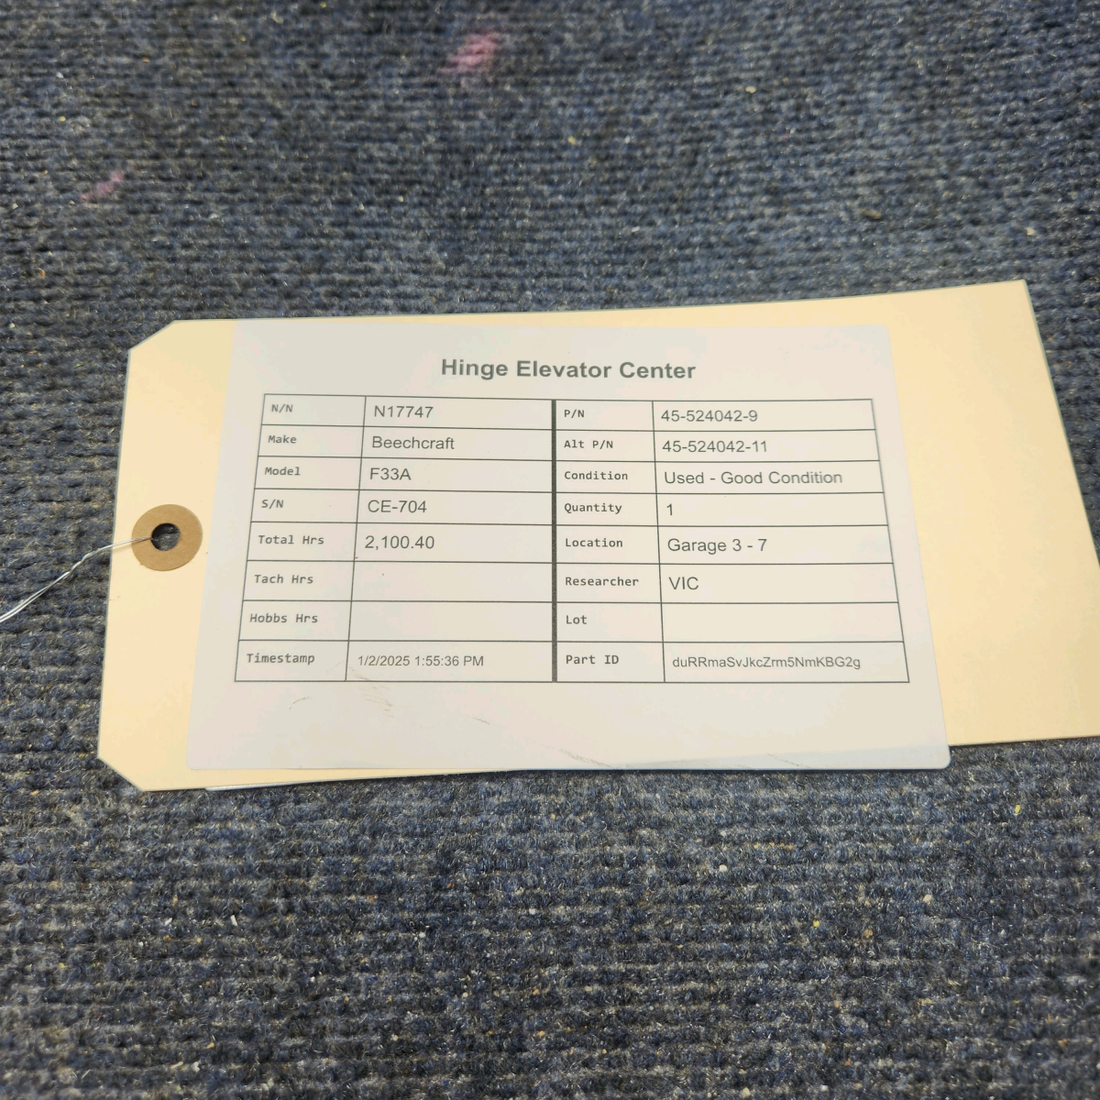 Hinge Elevator Center
N/N N17747 P/N 45-524042-9
Make Beechcraft Alt P/N 45-524042-11
Model F33A Condition Used - Good Condition
S/N CE-704 Quantity 1
Total Hrs 2,100.40 Location Garage 3 - 7
Tach Hrs Researcher VIC
Hobbs Hrs Lot
Timestamp 1/2/2025 1:55:36 PM Part ID duRRmaSvJkcZrm5NmKBG2g